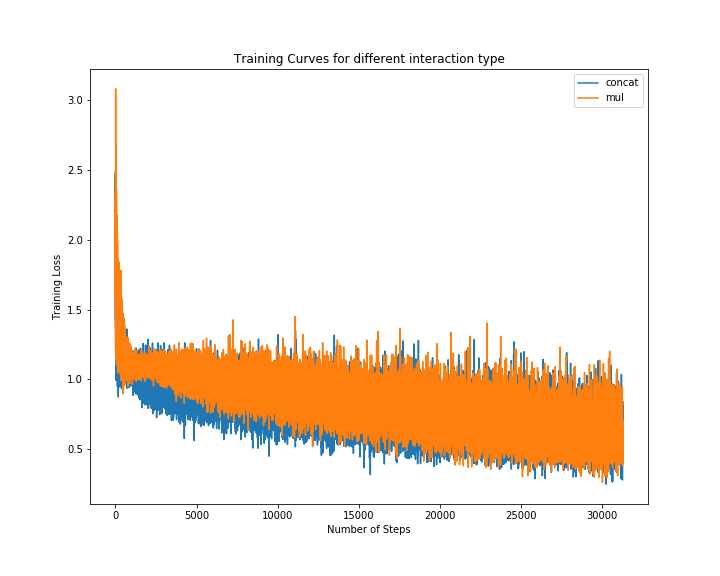 Training Curves for different interaction type
concat
mul
3.0
2.5
2.0
1.5
1.0
0.5
Training Loss
0 5000 10000 15000 20000 25000 30000
Number of Steps